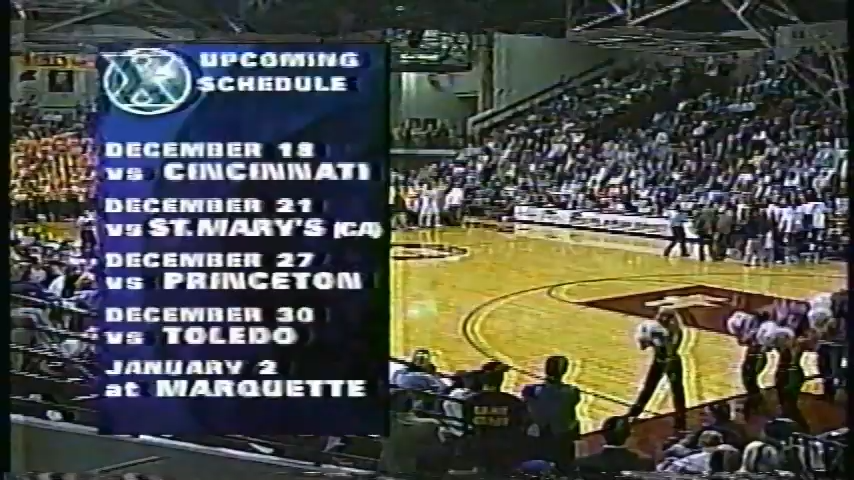 UPCOMING
SCHEDULE
DECEMBER 18
vs CINCINNATI
DECEMBER 21
vs ST. MARY'S (CA)
DECEMBER 27
vs PRINCETON
DECEMBER 30
vs TOLEDO
JANUARY 2
at MARQUETTE